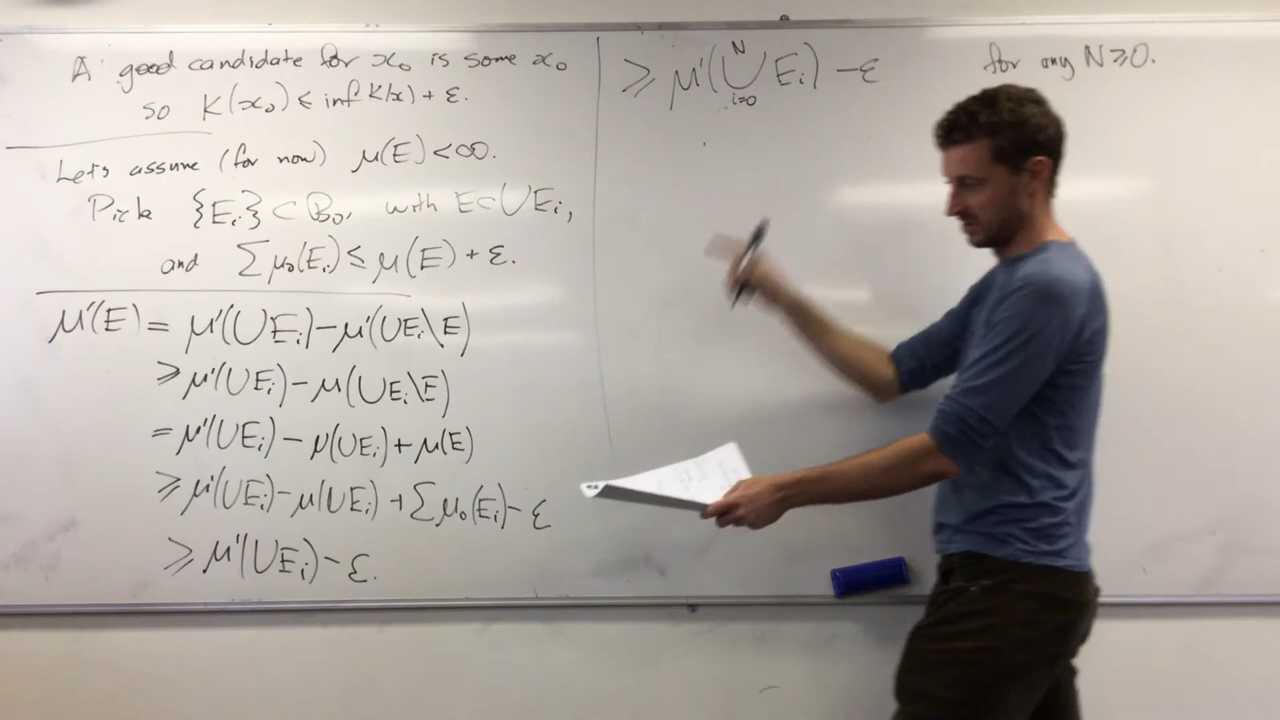 A good candidate for x₀ is some x₀
so K(x₀) ≤ inf K(x) + ε.
Let's assume (for now) μ(E) < ∞.
Pick {Eᵢ} ⊂ B₀, with E ⊂ ∪Eᵢ,
and ∑μ₀(Eᵢ) ≤ μ(E) + ε.
μ'(E) = μ'(∪Eᵢ) - μ'(∪Eᵢ\E)
≥ μ'(∪Eᵢ) - μ(∪Eᵢ\E)
= μ'(∪Eᵢ) - μ(∪Eᵢ) + μ(E)
≥ μ'(∪Eᵢ) - μ(∪Eᵢ) + ∑μ₀(Eᵢ) - ε
≥ μ'(∪Eᵢ) - ε.
≥ μ'(⋃ᵢ₌₀ᴺ Eᵢ) - ε for any N ≥ 0.